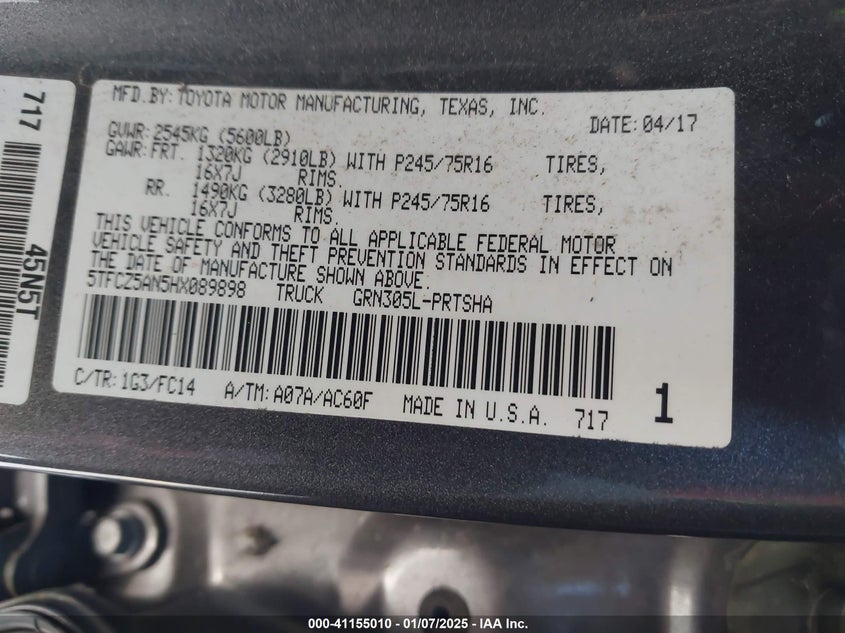 717
45N5T
MFD.BY:TOYOTA MOTOR MANUFACTURING, TEXAS, INC.
DATE:04/17
GVWR:2545KG (5600LB)
GAWR:FRT. 1320KG (2910LB) WITH P245/75R16 TIRES,
16X7J RIMS.
RR. 1490KG (3280LB) WITH P245/75R16 TIRES,
16X7J RIMS.
THIS VEHICLE CONFORMS TO ALL APPLICABLE FEDERAL MOTOR
VEHICLE SAFETY AND THEFT PREVENTION STANDARDS IN EFFECT ON
THE DATE OF MANUFACTURE SHOWN ABOVE.
5TFCZ5AN5HX089898 TRUCK GRN305L-PRTSHA
C/TR:1G3/FC14 A/TM:A07A/AC60F MADE IN U.S.A. 717
1
000-41155010 - 01/07/2025 - IAA Inc.